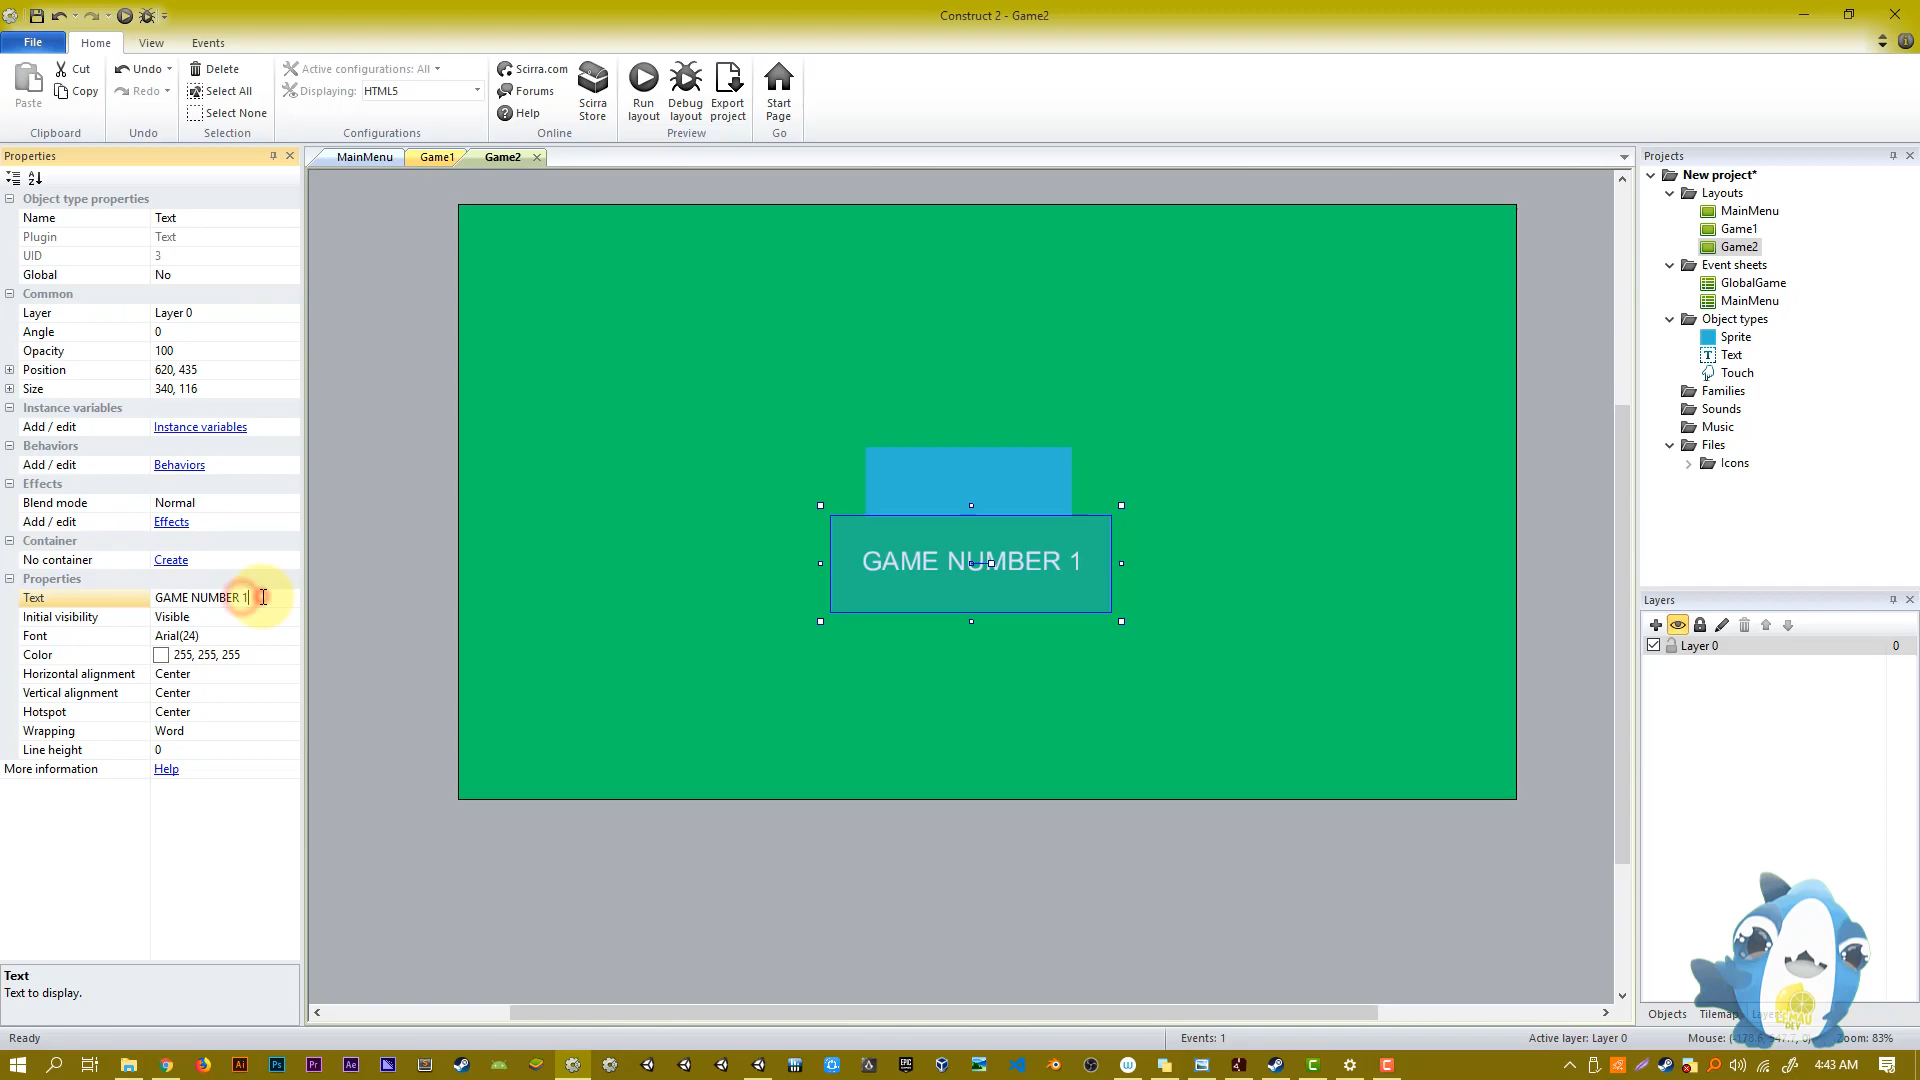 Construct 2 - Game2
File
Home
View
Events
Paste
Cut
Copy
Clipboard
Undo
Redo
Undo
Delete
Select All
Select None
Selection
Active configurations: All
Displaying: HTML5
Configurations
Scirra.com
Forums
Help
Scirra Store
Online
Run layout
Debug layout
Export project
Preview
Start Page
Go
Properties
MainMenu
Game1
Game2
Object type properties
Name Text
Plugin Text
UID 3
Global No
Common
Layer Layer 0
Angle 0
Opacity 100
Position 620, 435
Size 340, 116
Instance variables
Add / edit Instance variables
Behaviors
Add / edit Behaviors
Effects
Blend mode Normal
Add / edit Effects
Container
No container Create
Properties
Text GAME NUMBER 1
Initial visibility Visible
Font Arial(24)
Color 255, 255, 255
Horizontal alignment Center
Vertical alignment Center
Hotspot Center
Wrapping Word
Line height 0
More information Help
Text
Text to display.
GAME NUMBER 1
Projects
New project*
Layouts
MainMenu
Game1
Game2
Event sheets
GlobalGame
MainMenu
Object types
Sprite
Text
Touch
Families
Sounds
Music
Files
Icons
Layers
Layer 0 0
Objects
Tilemap
Ready
Events: 1
Active layer: Layer 0
Zoom: 83%
4:43 AM